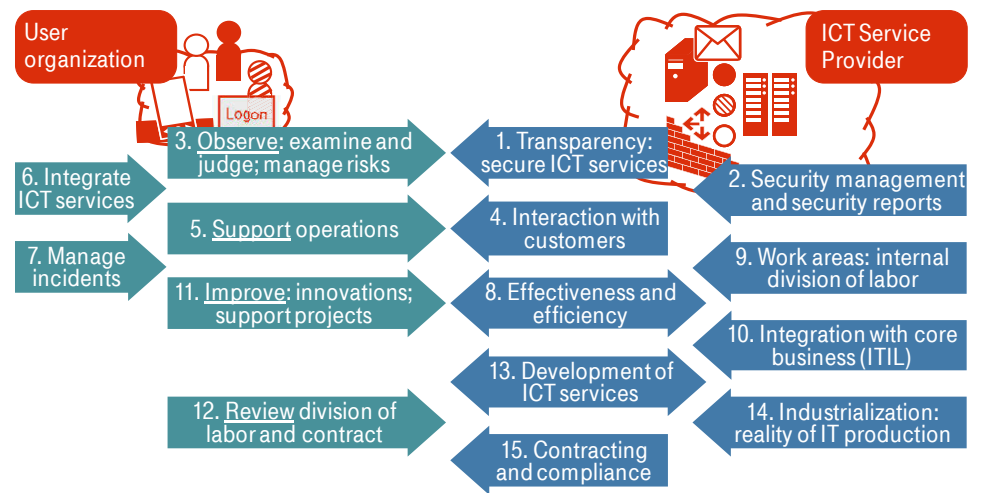 User
organization
ICT Service
Provider
Logon
3. Observe: examine and
judge; manage risks
1. Transparency:
secure ICT services
6. Integrate
ICT services
2. Security management
and security reports
5. Support operations
4. Interaction with
customers
7. Manage
incidents
9. Work areas: internal
division of labor
11. Improve: innovations;
support projects
8. Effectiveness and
efficiency
10. Integration with core
business (ITIL)
13. Development of
ICT services
12. Review division of
labor and contract
14. Industrialization:
reality of IT production
15. Contracting
and compliance